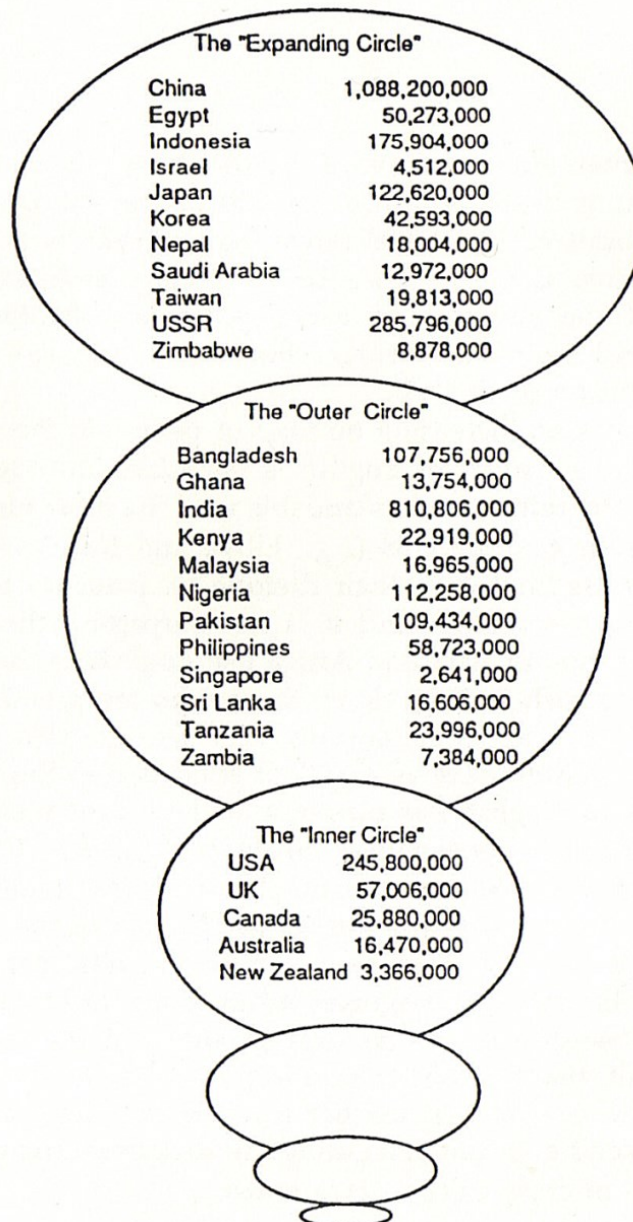 The "Expanding Circle"
China 1,088,200,000
Egypt 50,273,000
Indonesia 175,904,000
Israel 4,512,000
Japan 122,620,000
Korea 42,593,000
Nepal 18,004,000
Saudi Arabia 12,972,000
Taiwan 19,813,000
USSR 285,796,000
Zimbabwe 8,878,000
The "Outer Circle"
Bangladesh 107,756,000
Ghana 13,754,000
India 810,806,000
Kenya 22,919,000
Malaysia 16,965,000
Nigeria 112,258,000
Pakistan 109,434,000
Philippines 58,723,000
Singapore 2,641,000
Sri Lanka 16,606,000
Tanzania 23,996,000
Zambia 7,384,000
The "Inner Circle"
USA 245,800,000
UK 57,006,000
Canada 25,880,000
Australia 16,470,000
New Zealand 3,366,000